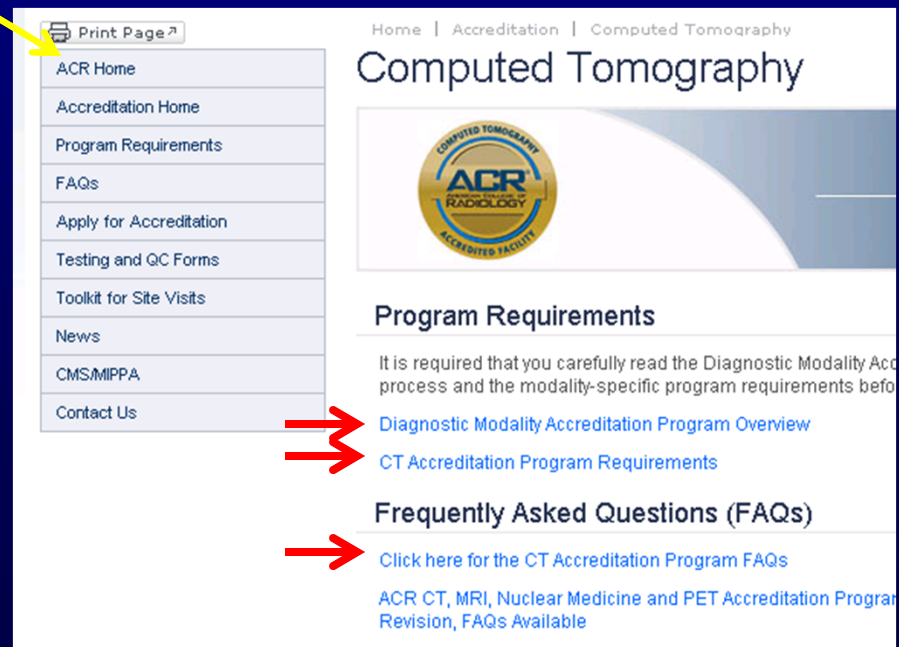 Print Page
ACR Home
Accreditation Home
Program Requirements
FAQs
Apply for Accreditation
Testing and QC Forms
Toolkit for Site Visits
News
CMS/MIPPA
Contact Us
Home | Accreditation | Computed Tomography
Computed Tomography
COMPUTED TOMOGRAPHY
ACR
AMERICAN COLLEGE OF
RADIOLOGY
ACCREDITED FACILITY
Program Requirements
It is required that you carefully read the Diagnostic Modality Acc
process and the modality-specific program requirements befo
Diagnostic Modality Accreditation Program Overview
CT Accreditation Program Requirements
Frequently Asked Questions (FAQs)
Click here for the CT Accreditation Program FAQs
ACR CT, MRI, Nuclear Medicine and PET Accreditation Program
Revision, FAQs Available